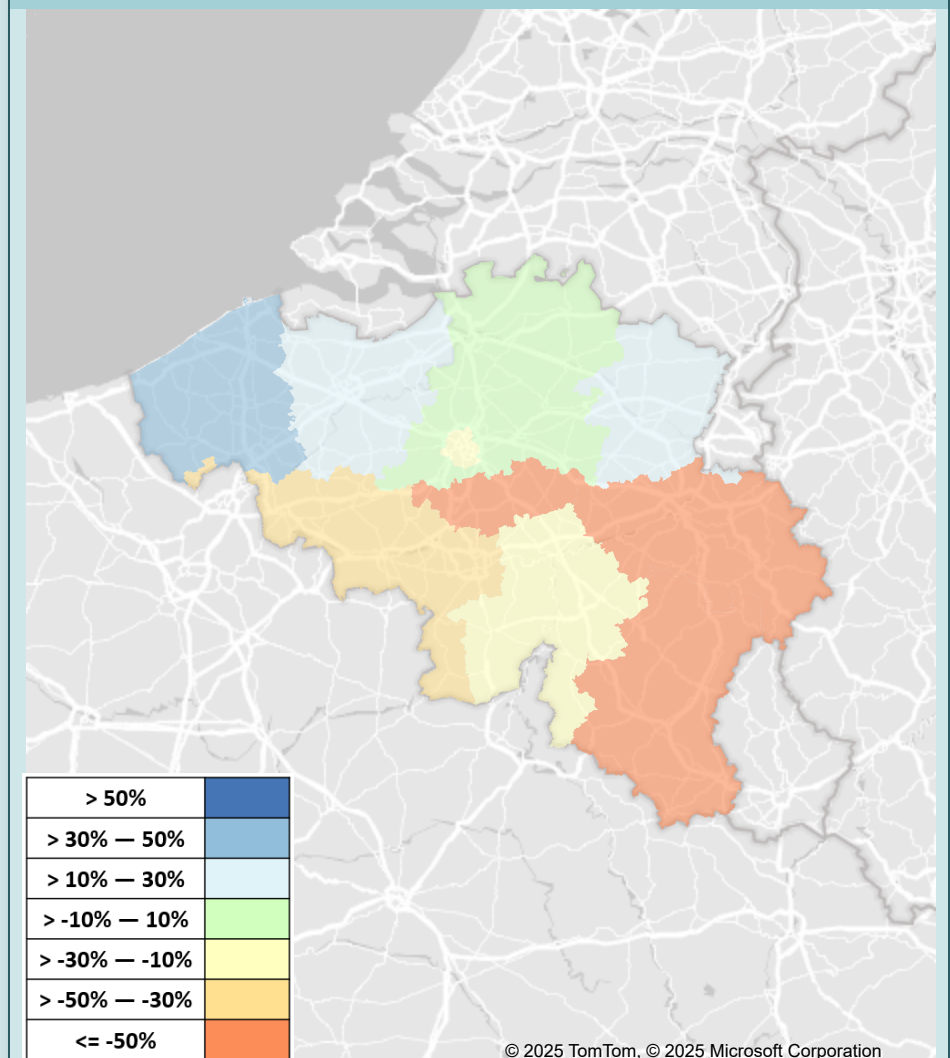 > 50%
> 30% — 50%
> 10% — 30%
> -10% — 10%
> -30% — -10%
> -50% — -30%
<= -50%
© 2025 TomTom, © 2025 Microsoft Corporation